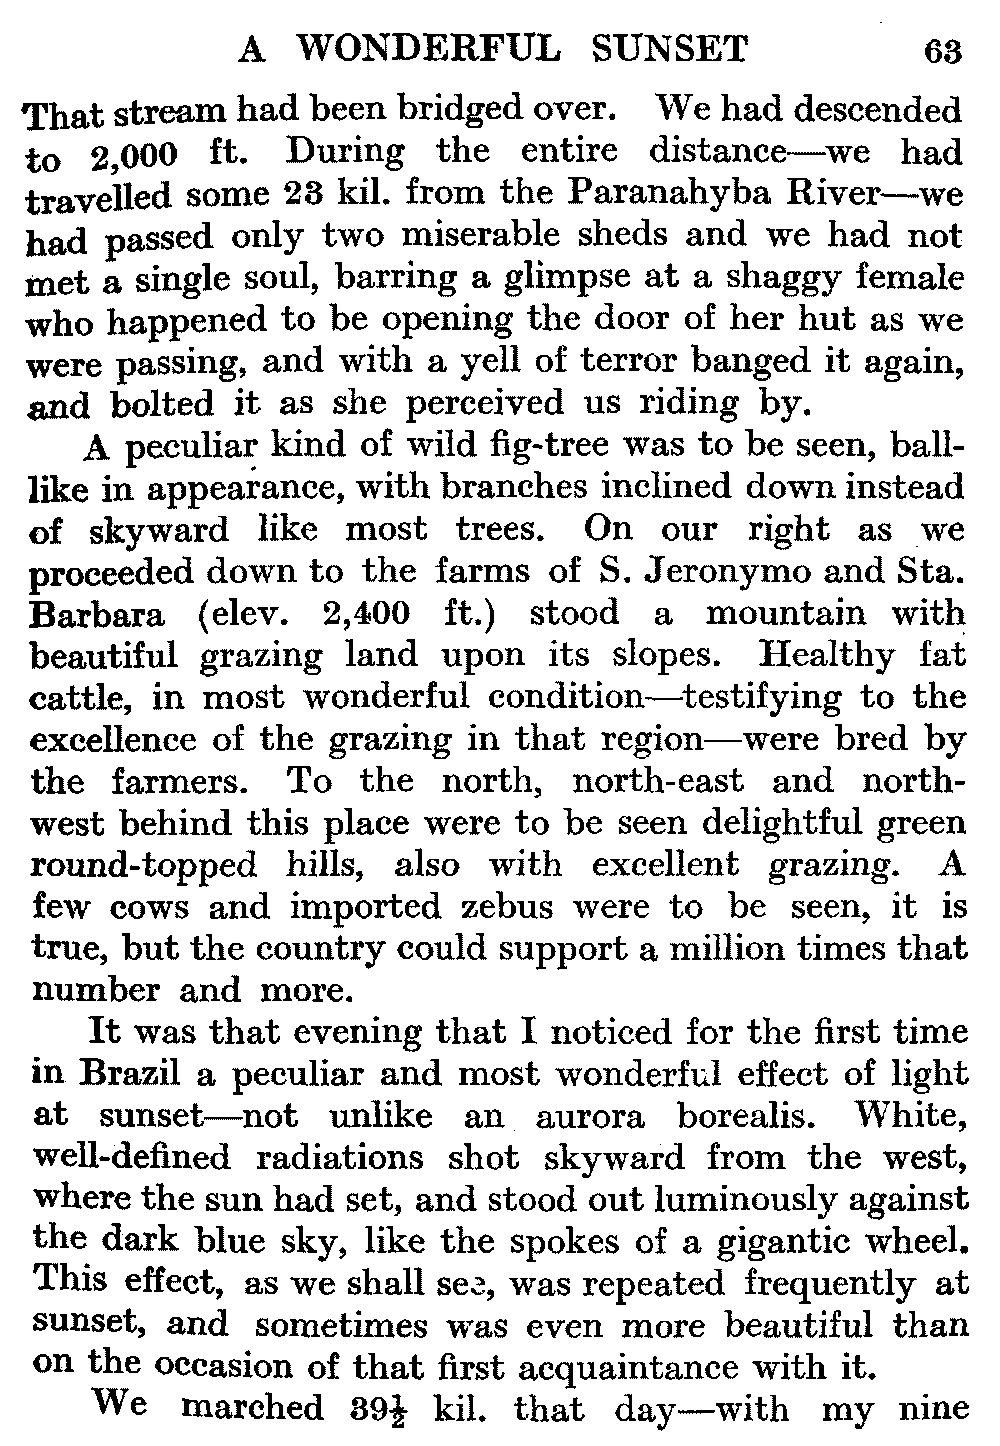 A WONDERFUL SUNSET 63
That stream had been bridged over. We had descended
to 2,000 ft. During the entire distance—we had
travelled some 23 kil. from the Paranahyba River—we
had passed only two miserable sheds and we had not
met a single soul, barring a glimpse at a shaggy female
who happened to be opening the door of her hut as we
were passing, and with a yell of terror banged it again,
and bolted it as she perceived us riding by.
A peculiar kind of wild fig-tree was to be seen, ball-
like in appearance, with branches inclined down instead
of skyward like most trees. On our right as we
proceeded down to the farms of S. Jeronymo and Sta.
Barbara (elev. 2,400 ft.) stood a mountain with
beautiful grazing land upon its slopes. Healthy fat
cattle, in most wonderful condition—testifying to the
excellence of the grazing in that region—were bred by
the farmers. To the north, north-east and north-
west behind this place were to be seen delightful green
round-topped hills, also with excellent grazing. A
few cows and imported zebus were to be seen, it is
true, but the country could support a million times that
number and more.
It was that evening that I noticed for the first time
in Brazil a peculiar and most wonderful effect of light
at sunset—not unlike an aurora borealis. White,
well-defined radiations shot skyward from the west,
where the sun had set, and stood out luminously against
the dark blue sky, like the spokes of a gigantic wheel.
This effect, as we shall see, was repeated frequently at
sunset, and sometimes was even more beautiful than
on the occasion of that first acquaintance with it.
We marched 39½ kil. that day—with my nine